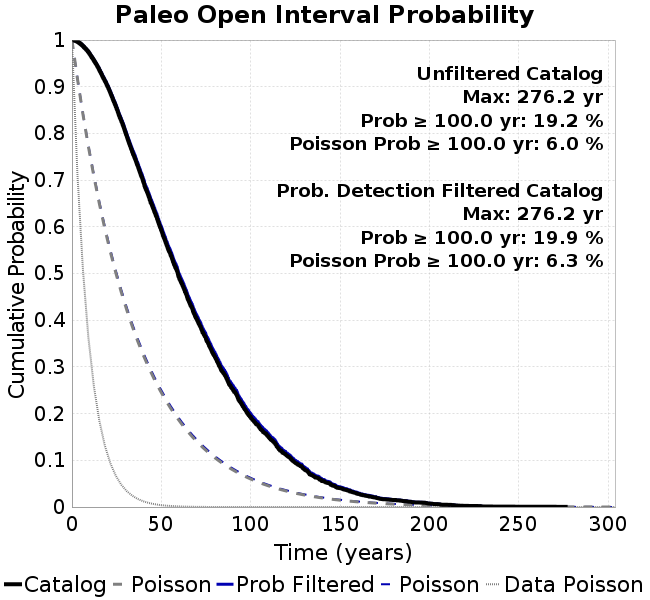 Paleo Open Interval Probability
Unfiltered Catalog
Max: 276.2 yr
Prob ≥ 100.0 yr: 19.2 %
Poisson Prob ≥ 100.0 yr: 6.0 %
Prob. Detection Filtered Catalog
Max: 276.2 yr
Prob ≥ 100.0 yr: 19.9 %
Poisson Prob ≥ 100.0 yr: 6.3 %
Cumulative Probability
1
0.9
0.8
0.7
0.6
0.5
0.4
0.3
0.2
0.1
0
0 50 100 150 200 250 300
Time (years)
Catalog Poisson Prob Filtered Poisson Data Poisson